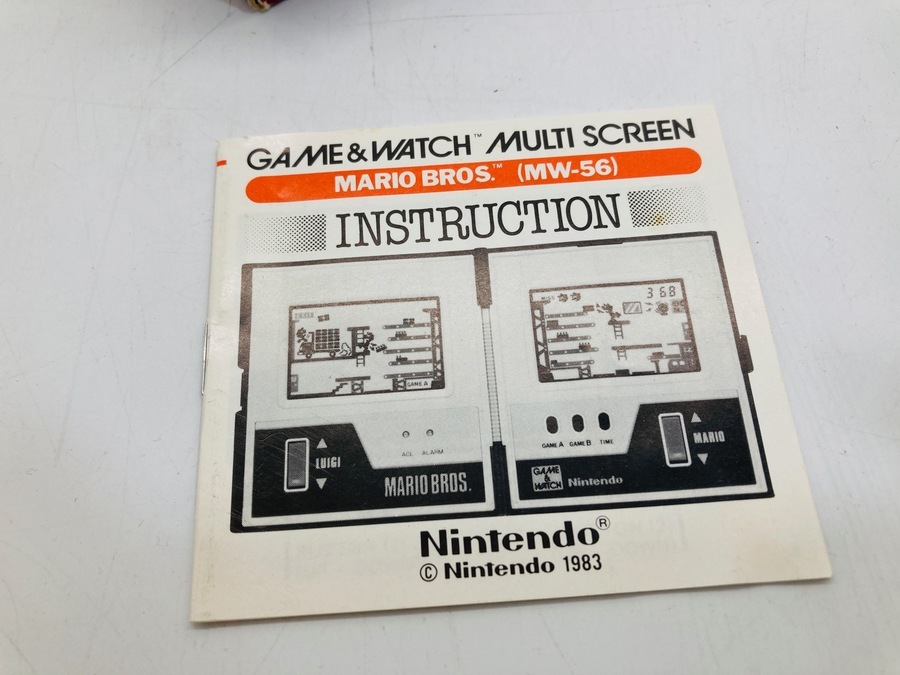 GAME & WATCH™ MULTI SCREEN
MARIO BROS.™ (MW-56)
INSTRUCTION
MISS
368
GAME A
ACL ALARM
GAME A GAME B TIME
LUIGI
MARIO
MARIO BROS.
GAME & WATCH Nintendo
Nintendo®
© Nintendo 1983